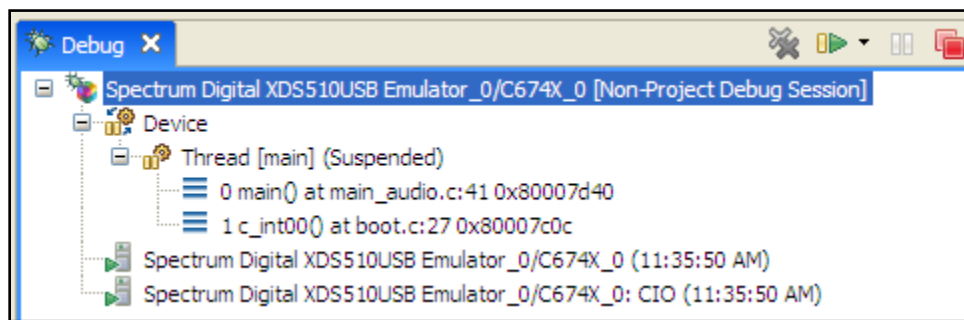 Debug
Spectrum Digital XDS510USB Emulator_0/C674X_0 [Non-Project Debug Session]
Device
Thread [main] (Suspended)
0 main() at main_audio.c:41 0x80007d40
1 c_int00() at boot.c:27 0x80007c0c
Spectrum Digital XDS510USB Emulator_0/C674X_0 (11:35:50 AM)
Spectrum Digital XDS510USB Emulator_0/C674X_0: CIO (11:35:50 AM)